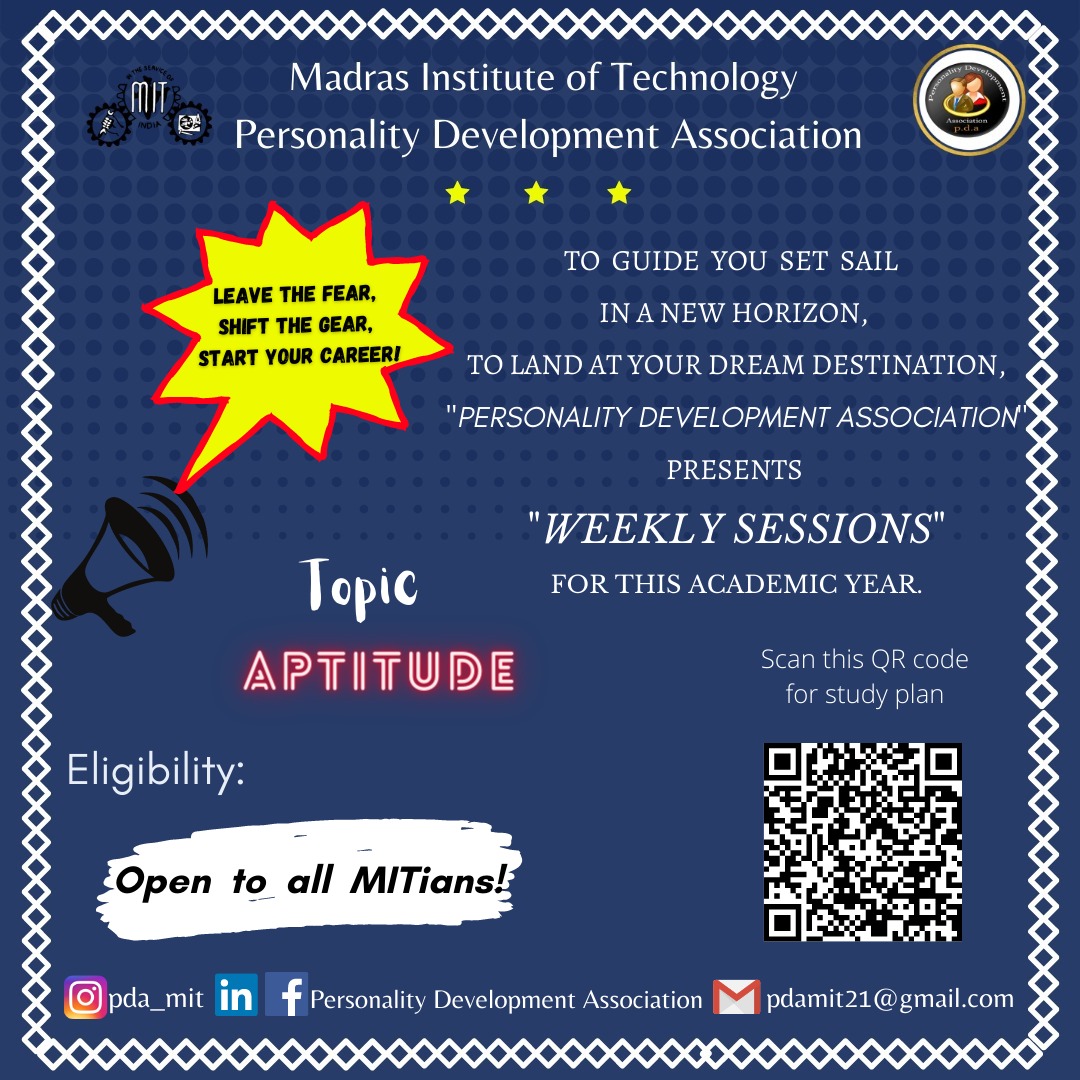 Madras Institute of Technology
Personality Development Association
IN THE SERVICE OF
MIT
INDIA
Personality Development
Association
p.d.a
LEAVE THE FEAR,
SHIFT THE GEAR,
START YOUR CAREER!
TO GUIDE YOU SET SAIL
IN A NEW HORIZON,
TO LAND AT YOUR DREAM DESTINATION,
"PERSONALITY DEVELOPMENT ASSOCIATION"
PRESENTS
"WEEKLY SESSIONS"
FOR THIS ACADEMIC YEAR.
Topic
APTITUDE
Scan this QR code
for study plan
Eligibility:
Open to all MITians!
pda_mit
in
f
Personality Development Association
pdamit21@gmail.com